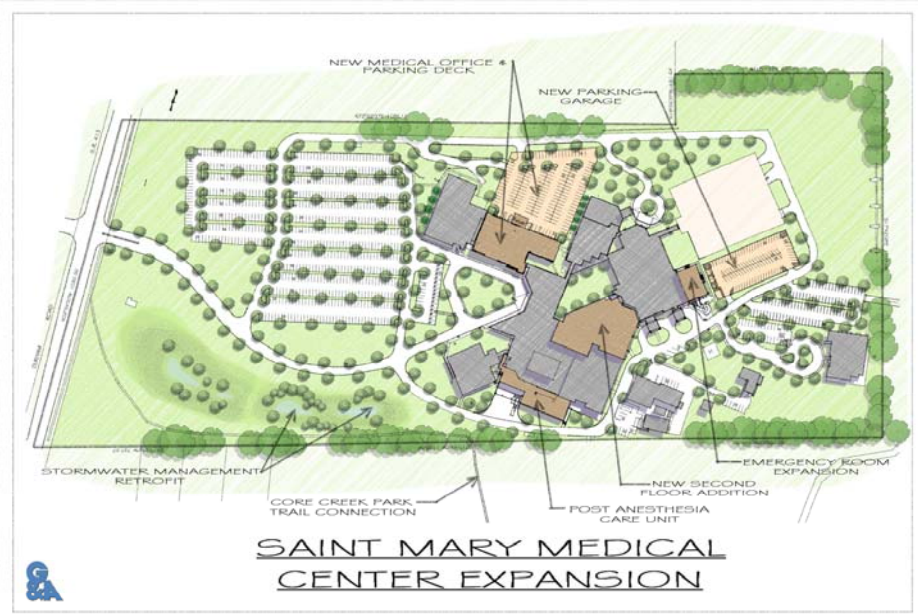 NEW MEDICAL OFFICE &
PARKING DECK
NEW PARKING
GARAGE
STORMWATER MANAGEMENT
RETROFIT
CORE CREEK PARK
TRAIL CONNECTION
POST ANESTHESIA
CARE UNIT
NEW SECOND
FLOOR ADDITION
EMERGENCY ROOM
EXPANSION
SAINT MARY MEDICAL
CENTER EXPANSION
G
&A